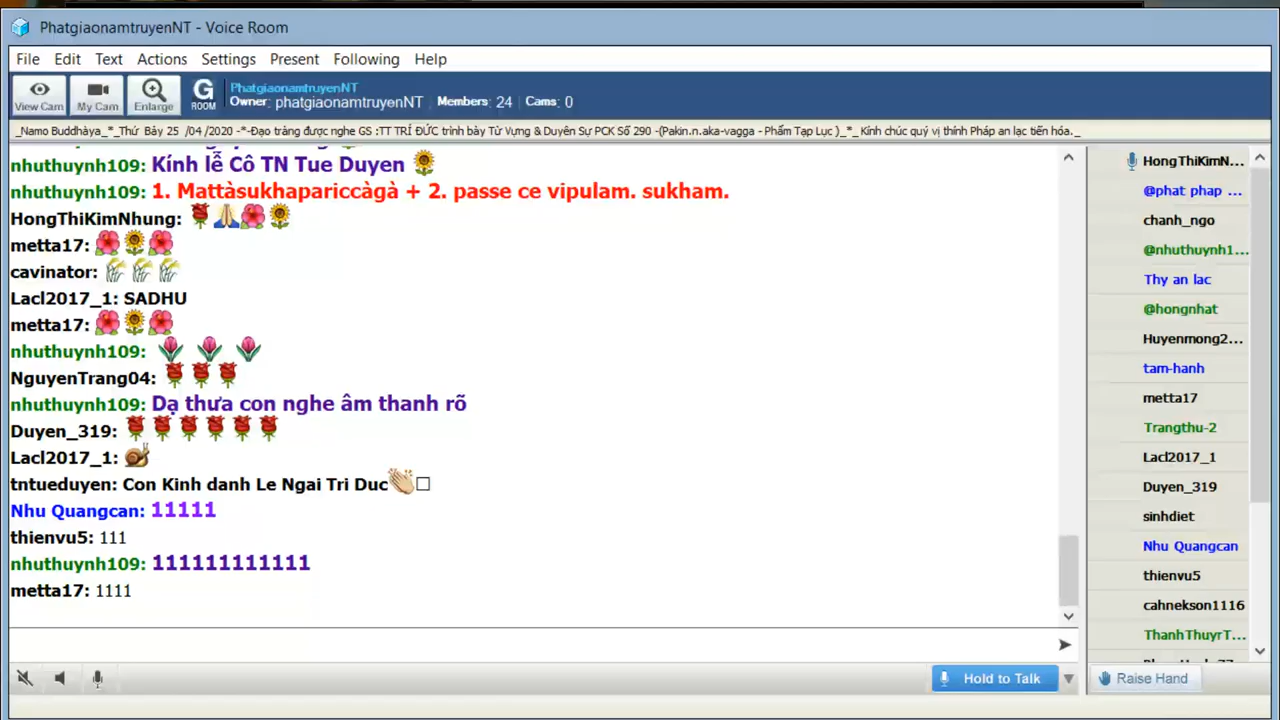 PhatgiaonamtruyenNT - Voice Room
File Edit Text Actions Settings Present Following Help
View Cam
My Cam
Enlarge
G ROOM
PhatgiaonamtruyenNT
Owner: phatgiaonamtruyenNT Members: 24 Cams: 0
_Namo Buddhàya_*_Thứ Bảy 25 /04 /2020 -*-Đạo tràng được nghe GS :TT TRÍ ĐỨC trình bày Từ Vựng & Duyên Sự PCK Số 290 -(Pakin.n.aka-vagga - Phẩm Tạp Lục )_*_ Kính chúc quý vị thính Pháp an lạc tiến hóa._
nhuthuynh109: Kính lễ Cô TN Tue Duyen
nhuthuynh109: 1. Mattàsukhapariccàgà + 2. passe ce vipulam. sukham.
HongThiKimNhung:
metta17:
cavinator:
Lacl2017_1: SADHU
metta17:
nhuthuynh109:
NguyenTrang04:
nhuthuynh109: Dạ thưa con nghe âm thanh rõ
Duyen_319:
Lacl2017_1:
tntueduyen: Con Kinh danh Le Ngai Tri Duc
Nhu Quangcan: 11111
thienvu5: 111
nhuthuynh109: 111111111111
metta17: 1111
HongThiKimN...
@phat phap ...
chanh_ngo
@nhuthuynh1...
Thy an lac
@hongnhat
Huyenmong2...
tam-hanh
metta17
Trangthu-2
Lacl2017_1
Duyen_319
sinhdiet
Nhu Quangcan
thienvu5
cahnekson1116
ThanhThuyrT...
Hold to Talk
Raise Hand